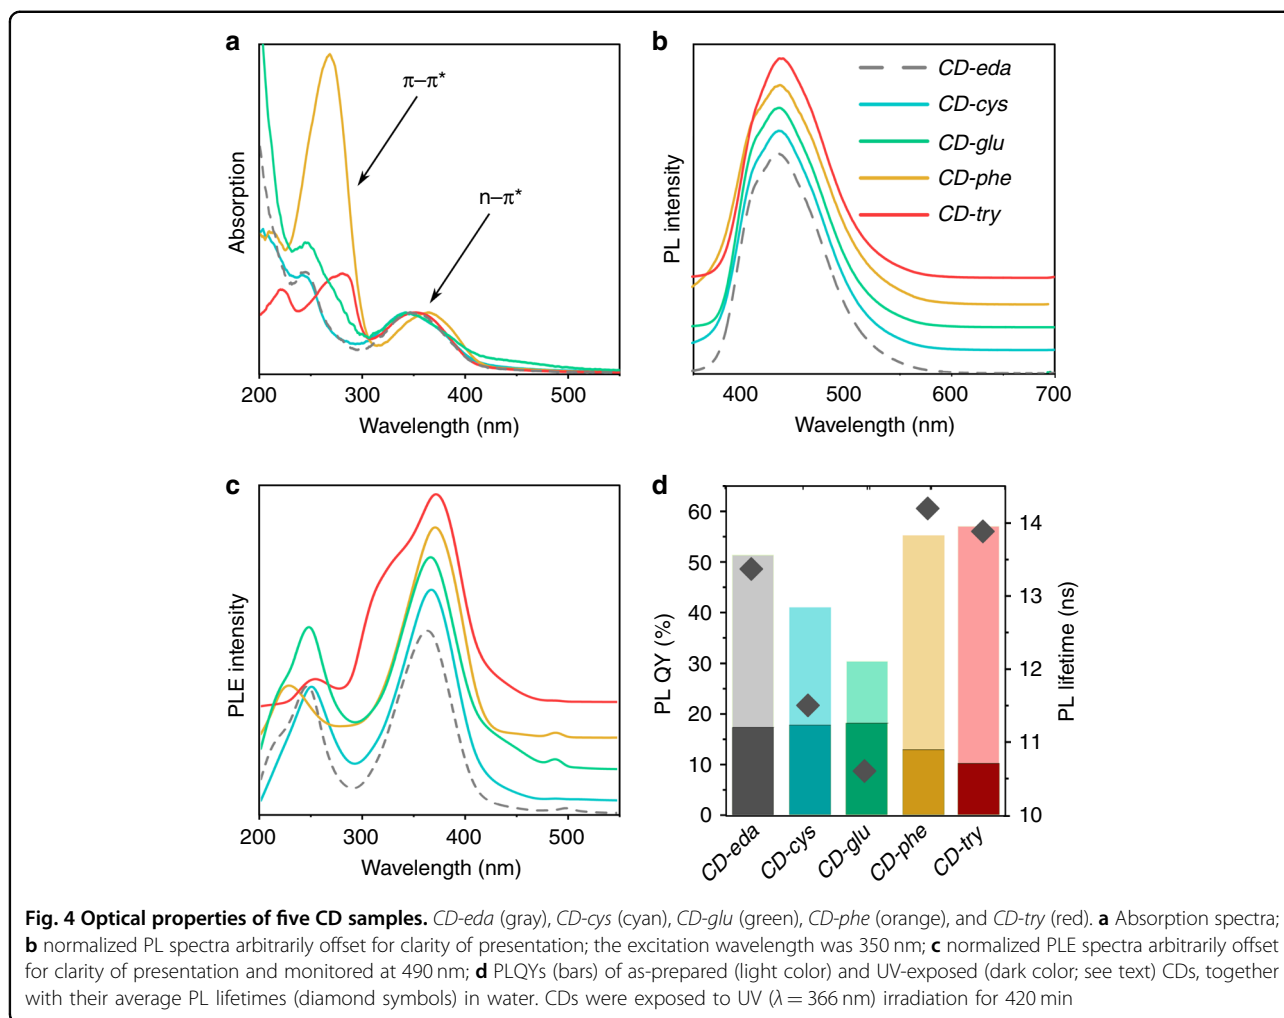 a
Absorption
π–π*
n–π*
200
300
400
500
Wavelength (nm)
b
PL intensity
CD-eda
CD-cys
CD-glu
CD-phe
CD-try
400
500
600
700
Wavelength (nm)
c
PLE intensity
200
300
400
500
Wavelength (nm)
d
PL QY (%)
60
50
40
30
20
10
0
14
13
12
11
10
PL lifetime (ns)
CD-eda
CD-cys
CD-glu
CD-phe
CD-try
Fig. 4 Optical properties of five CD samples. CD-eda (gray), CD-cys (cyan), CD-glu (green), CD-phe (orange), and CD-try (red). a Absorption spectra;
b normalized PL spectra arbitrarily offset for clarity of presentation; the excitation wavelength was 350 nm; c normalized PLE spectra arbitrarily offset
for clarity of presentation and monitored at 490 nm; d PLQYs (bars) of as-prepared (light color) and UV-exposed (dark color; see text) CDs, together
with their average PL lifetimes (diamond symbols) in water. CDs were exposed to UV (λ = 366 nm) irradiation for 420 min